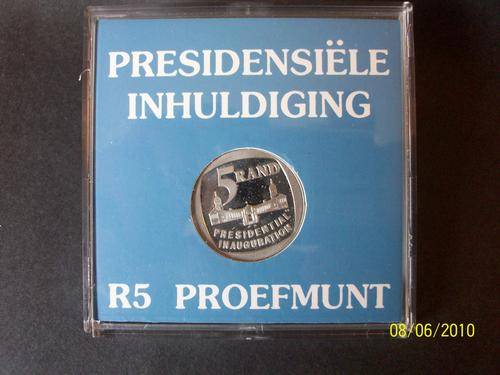 PRESIDENSIËLE
INHULDIGING
5 RAND
PRESIDENTIAL
INAUGURATION
R5 PROEFMUNT
08/06/2010